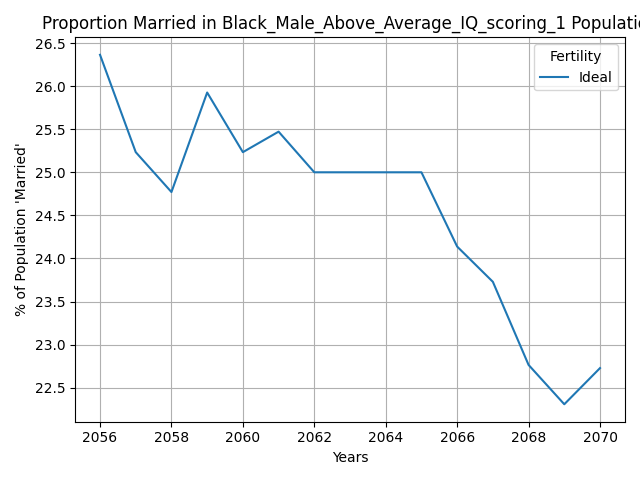 Proportion Married in Black_Male_Above_Average_IQ_scoring_1 Populatio
26.5
26.0
25.5
25.0
24.5
24.0
23.5
23.0
22.5
% of Population 'Married'
Fertility
Ideal
2056 2058 2060 2062 2064 2066 2068 2070
Years